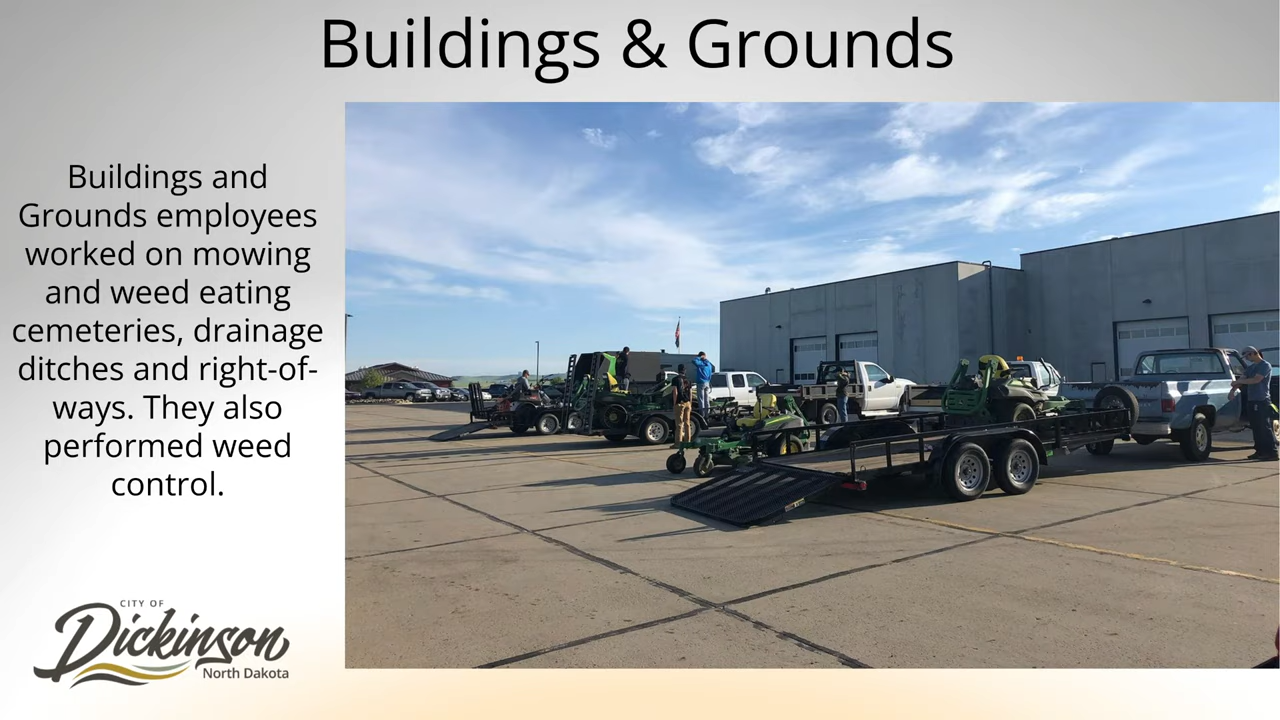 Buildings & Grounds
Buildings and
Grounds employees
worked on mowing
and weed eating
cemeteries, drainage
ditches and right-of-
ways. They also
performed weed
control.
CITY OF
Dickinson
North Dakota